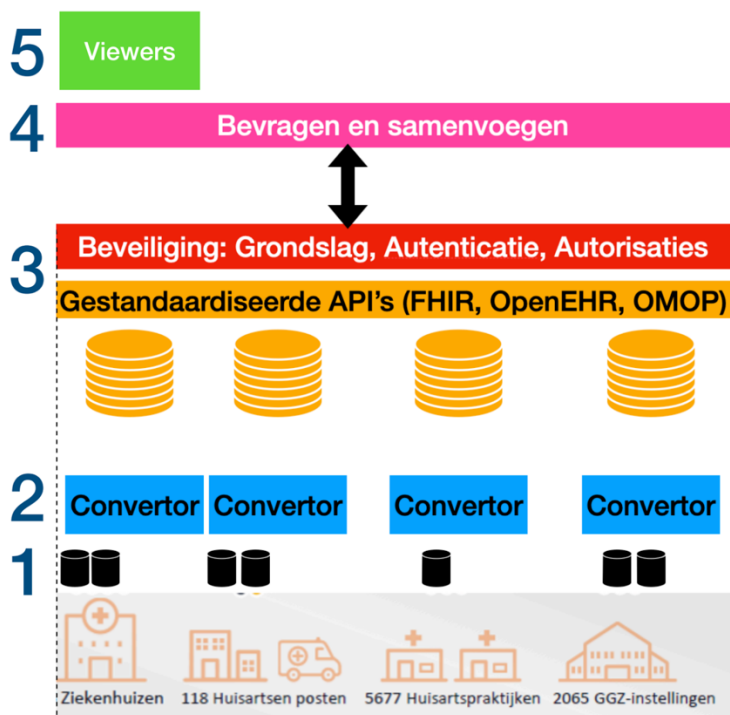 5
Viewers
4
Bevragen en samenvoegen
Beveiliging: Grondslag, Autenticatie, Autorisaties
3
Gestandaardiseerde API's (FHIR, OpenEHR, OMOP)
2
Convertor
Convertor
Convertor
Convertor
1
Ziekenhuizen
118 Huisartsen posten
5677 Huisartspraktijken
2065 GGZ-instellingen